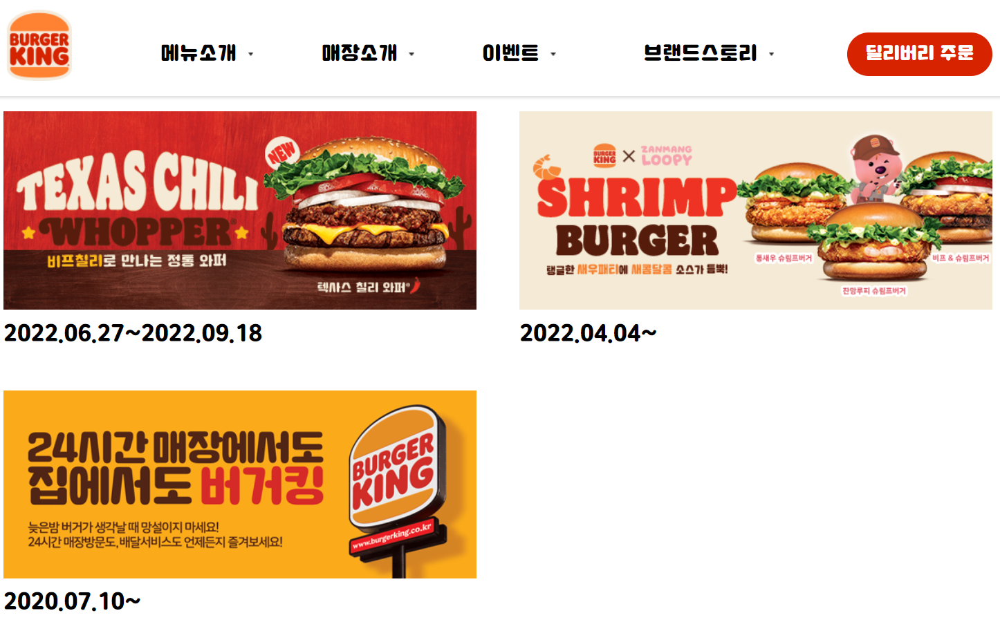 BURGER
KING
메뉴소개
매장소개
이벤트
브랜드스토리
딜리버리 주문
NEW
TEXAS CHILI
WHOPPER®
비프칠리로 만나는 정통 와퍼
텍사스 칠리 와퍼®
BURGER
KING
X
ZANMANG
LOOPY
SHRIMP
BURGER
탱글한 새우패티에 새콤달콤 소스가 듬뿍!
통새우 슈림프버거
비프 & 슈림프버거
잔망루피 슈림프버거
2022.06.27~2022.09.18
2022.04.04~
24시간 매장에서도
집에서도 버거킹
늦은밤 버거가 생각날 때 망설이지 마세요!
24시간 매장방문도, 배달서비스도 언제든지 즐겨보세요!
BURGER
KING
www.burgerking.co.kr
2020.07.10~